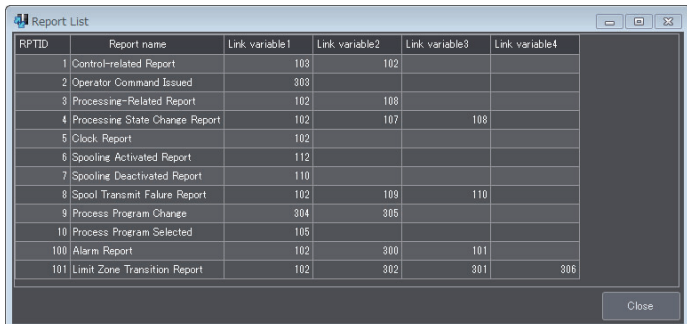 Report List
RPTID Report name Link variable1 Link variable2 Link variable3 Link variable4
1 Control-related Report 103 102
2 Operator Command Issued 303
3 Processing-Related Report 102 108
4 Processing State Change Report 102 107 108
5 Clock Report 102
6 Spooling Activated Report 112
7 Spooling Deactivated Report 110
8 Spool Transmit Falure Report 102 109 110
9 Process Program Change 304 305
10 Process Program Selected 105
100 Alarm Report 102 300 101
101 Limit Zone Transition Report 102 302 301 306
Close